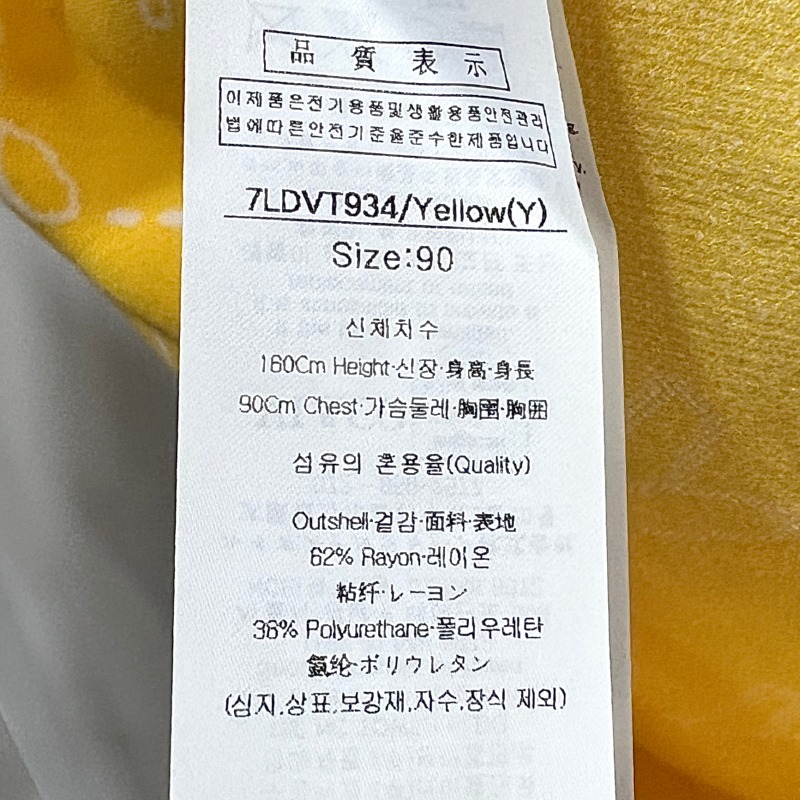 品 質 表 示
이제품은전기용품및생활용품안전관리
법에따른안전기준을준수한제품입니다
7LDVT934/Yellow(Y)
Size:90
신체치수
160Cm Height·신장·身高·身長
90Cm Chest·가슴둘레·胸圍·胸囲
섬유의 혼용율(Quality)
Outshell·겉감·面料·表地
62% Rayon·레이온
粘纤·レーヨン
38% Polyurethane·폴리우레탄
氨纶·ポリウレタン
(심지,상표,보강재,자수,장식 제외)